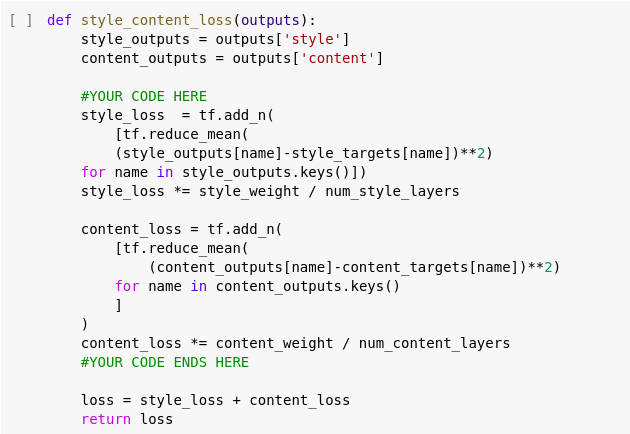 [ ] def style_content_loss(outputs):
    style_outputs = outputs['style']
    content_outputs = outputs['content']

    #YOUR CODE HERE
    style_loss  = tf.add_n(
        [tf.reduce_mean(
        (style_outputs[name]-style_targets[name])**2)
    for name in style_outputs.keys()])
    style_loss *= style_weight / num_style_layers

    content_loss = tf.add_n(
        [tf.reduce_mean(
            (content_outputs[name]-content_targets[name])**2)
        for name in content_outputs.keys()
        ]
    )
    content_loss *= content_weight / num_content_layers
    #YOUR CODE ENDS HERE

    loss = style_loss + content_loss
    return loss